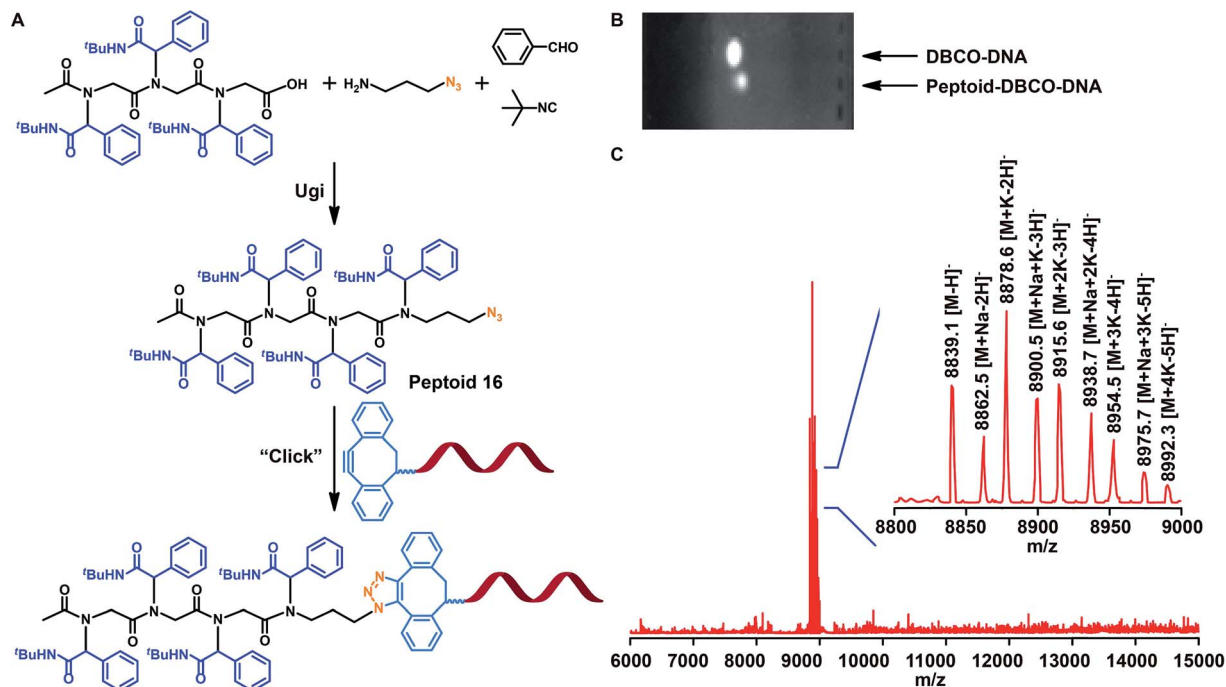 A
B
C
ᵗBuHN
O
CHO
O
N
O
N
O
N
O
OH
+
H₂N
N₃
+
NC
ᵗBuHN
O
ᵗBuHN
O
Ugi
O
ᵗBuHN
O
ᵗBuHN
O
N
O
N
O
N
O
N
N₃
ᵗBuHN
O
ᵗBuHN
O
Peptoid 16
“Click”
O
ᵗBuHN
O
ᵗBuHN
O
N
O
N
O
N
O
N
N
N
N
ᵗBuHN
O
ᵗBuHN
O
DBCO-DNA
Peptoid-DBCO-DNA
8839.1 [M-H]⁻
8862.5 [M+Na-2H]⁻
8878.6 [M+K-2H]⁻
8900.5 [M+Na+K-3H]⁻
8915.6 [M+2K-3H]⁻
8938.7 [M+Na+2K-4H]⁻
8954.5 [M+3K-4H]⁻
8975.7 [M+Na+3K-5H]⁻
8992.3 [M+4K-5H]⁻
8800 8850 8900 8950 9000
m/z
6000 7000 8000 9000 10000 11000 12000 13000 14000 15000
m/z